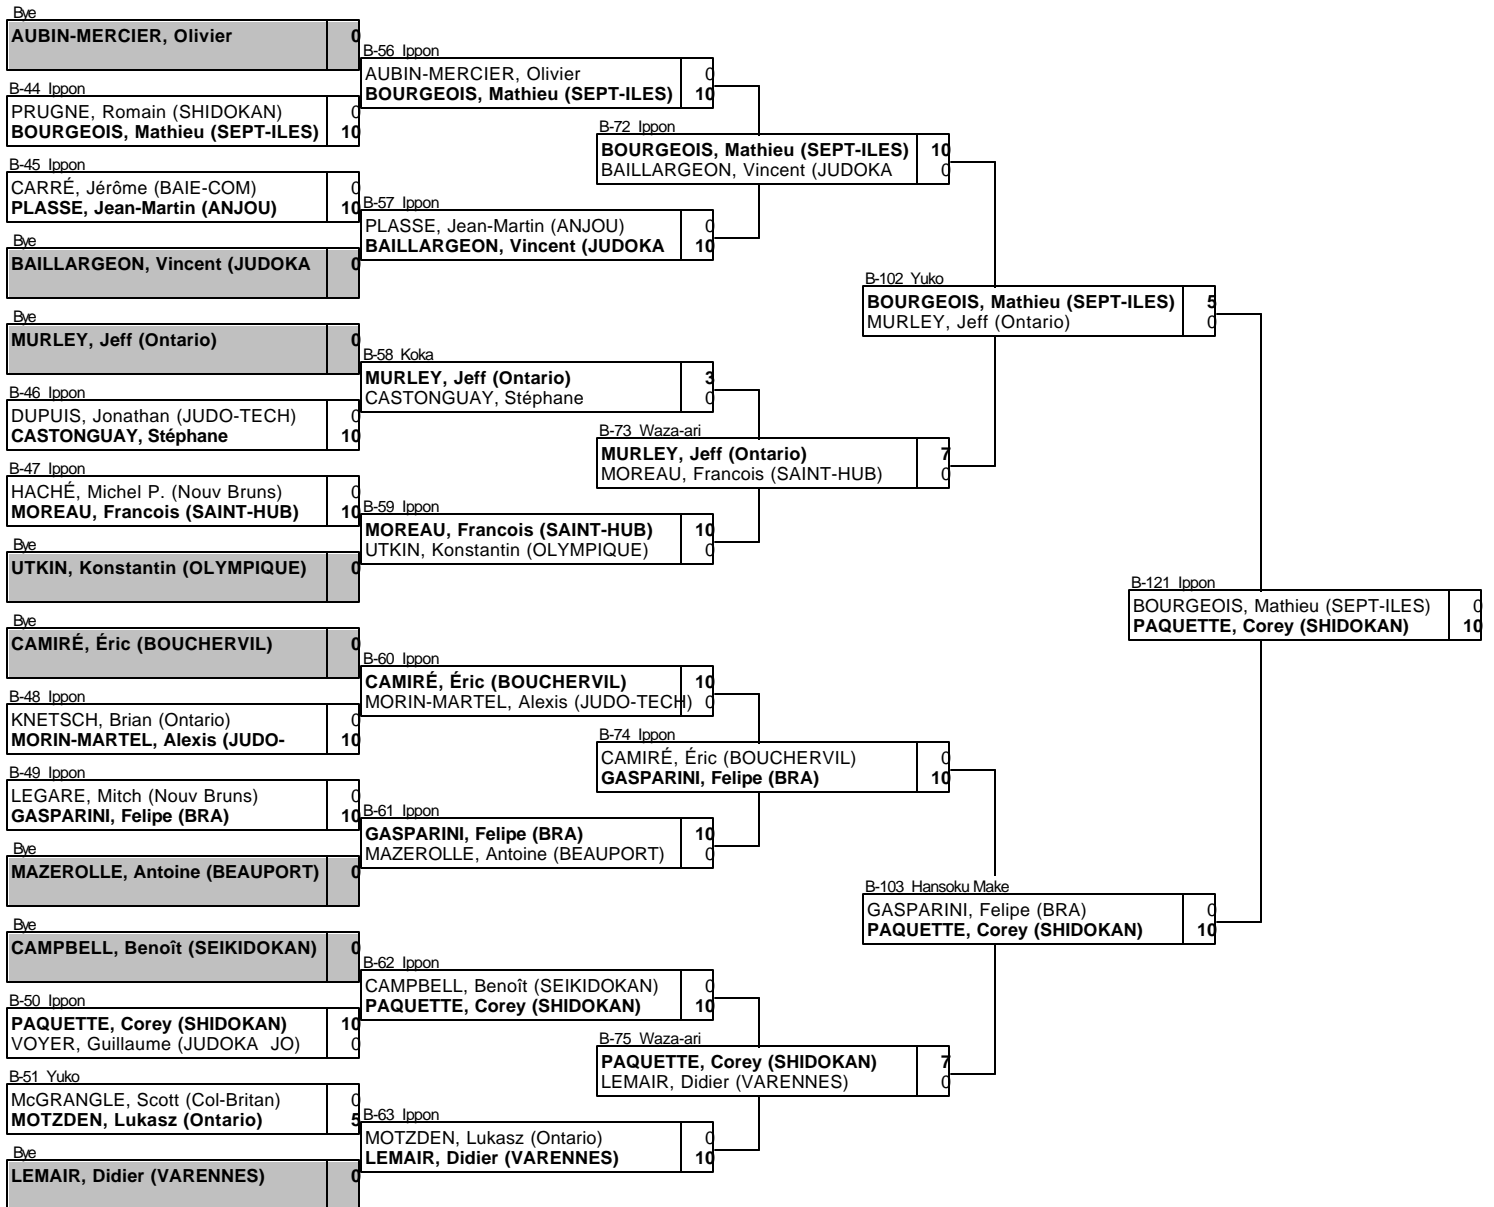 Bye
AUBIN-MERCIER, Olivier 0
B-44 Ippon
PRUGNE, Romain (SHIDOKAN) 0
BOURGEOIS, Mathieu (SEPT-ILES) 10
B-45 Ippon
CARRÉ, Jérôme (BAIE-COM) 0
PLASSE, Jean-Martin (ANJOU) 10
Bye
BAILLARGEON, Vincent (JUDOKA 0
Bye
MURLEY, Jeff (Ontario) 0
B-46 Ippon
DUPUIS, Jonathan (JUDO-TECH) 0
CASTONGUAY, Stéphane 10
B-47 Ippon
HACHÉ, Michel P. (Nouv Bruns) 0
MOREAU, Francois (SAINT-HUB) 10
Bye
UTKIN, Konstantin (OLYMPIQUE) 0
Bye
CAMIRÉ, Éric (BOUCHERVIL) 0
B-48 Ippon
KNETSCH, Brian (Ontario) 0
MORIN-MARTEL, Alexis (JUDO- 10
B-49 Ippon
LEGARE, Mitch (Nouv Bruns) 0
GASPARINI, Felipe (BRA) 10
Bye
MAZEROLLE, Antoine (BEAUPORT) 0
Bye
CAMPBELL, Benoît (SEIKIDOKAN) 0
B-50 Ippon
PAQUETTE, Corey (SHIDOKAN) 10
VOYER, Guillaume (JUDOKA JO) 0
B-51 Yuko
McGRANGLE, Scott (Col-Britan) 0
MOTZDEN, Lukasz (Ontario) 5
Bye
LEMAIR, Didier (VARENNES) 0
B-56 Ippon
AUBIN-MERCIER, Olivier 0
BOURGEOIS, Mathieu (SEPT-ILES) 10
B-57 Ippon
PLASSE, Jean-Martin (ANJOU) 0
BAILLARGEON, Vincent (JUDOKA 10
B-58 Koka
MURLEY, Jeff (Ontario) 3
CASTONGUAY, Stéphane 0
B-59 Ippon
MOREAU, Francois (SAINT-HUB) 10
UTKIN, Konstantin (OLYMPIQUE) 0
B-60 Ippon
CAMIRÉ, Éric (BOUCHERVIL) 10
MORIN-MARTEL, Alexis (JUDO-TECH) 0
B-61 Ippon
GASPARINI, Felipe (BRA) 10
MAZEROLLE, Antoine (BEAUPORT) 0
B-62 Ippon
CAMPBELL, Benoît (SEIKIDOKAN) 0
PAQUETTE, Corey (SHIDOKAN) 10
B-63 Ippon
MOTZDEN, Lukasz (Ontario) 0
LEMAIR, Didier (VARENNES) 10
B-72 Ippon
BOURGEOIS, Mathieu (SEPT-ILES) 10
BAILLARGEON, Vincent (JUDOKA 0
B-73 Waza-ari
MURLEY, Jeff (Ontario) 7
MOREAU, Francois (SAINT-HUB) 0
B-74 Ippon
CAMIRÉ, Éric (BOUCHERVIL) 0
GASPARINI, Felipe (BRA) 10
B-75 Waza-ari
PAQUETTE, Corey (SHIDOKAN) 7
LEMAIR, Didier (VARENNES) 0
B-102 Yuko
BOURGEOIS, Mathieu (SEPT-ILES) 5
MURLEY, Jeff (Ontario) 0
B-103 Hansoku Make
GASPARINI, Felipe (BRA) 0
PAQUETTE, Corey (SHIDOKAN) 10
B-121 Ippon
BOURGEOIS, Mathieu (SEPT-ILES) 0
PAQUETTE, Corey (SHIDOKAN) 10